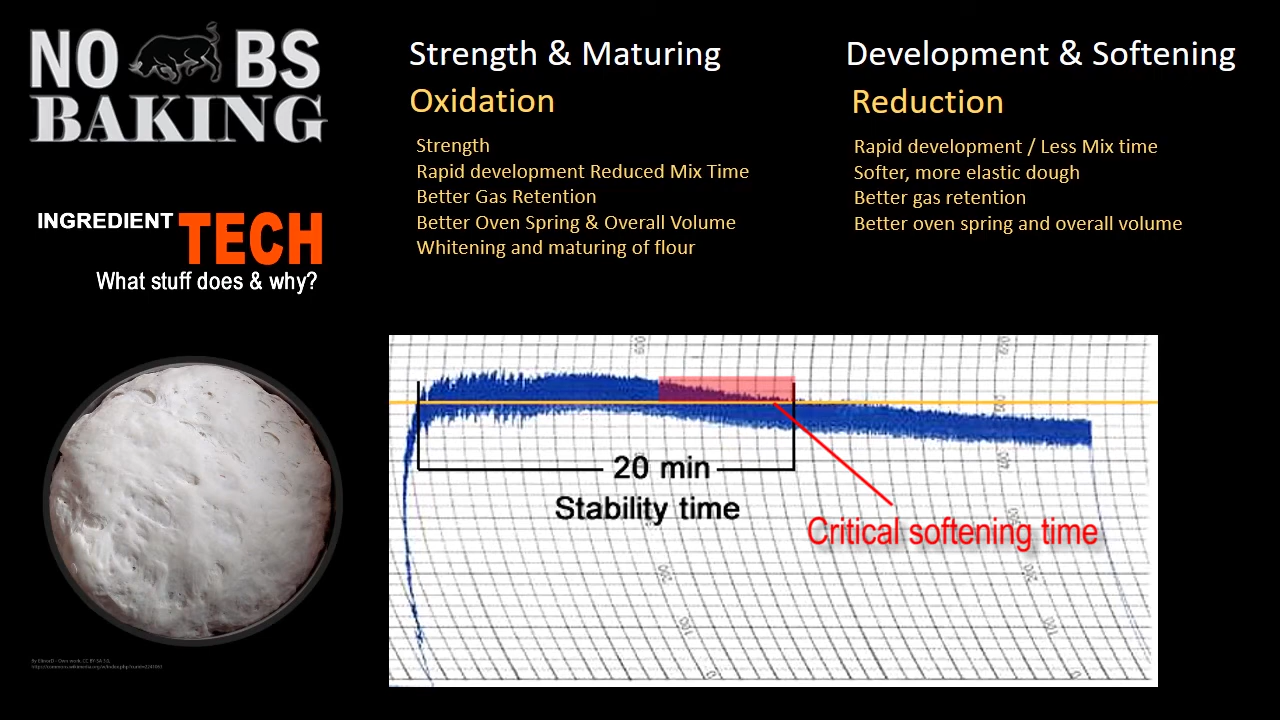 NO BS
BAKING
INGREDIENT TECH
What stuff does & why?
Strength & Maturing
Oxidation
Strength
Rapid development Reduced Mix Time
Better Gas Retention
Better Oven Spring & Overall Volume
Whitening and maturing of flour
Development & Softening
Reduction
Rapid development / Less Mix time
Softer, more elastic dough
Better gas retention
Better oven spring and overall volume
20 min
Stability time
Critical softening time